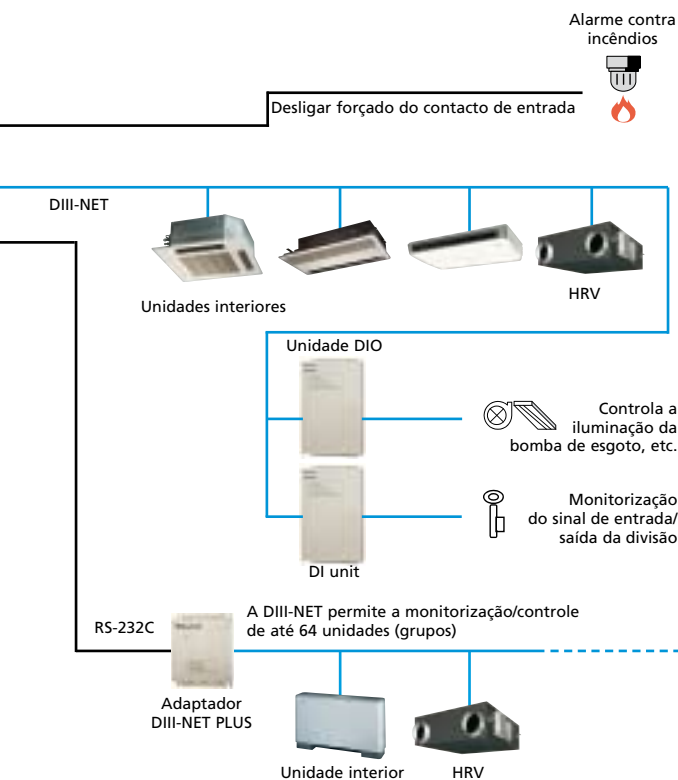 Alarme contra
incêndios
Desligar forçado do contacto de entrada
DIII-NET
Unidades interiores
HRV
Unidade DIO
Controla a
iluminação da
bomba de esgoto, etc.
Monitorização
do sinal de entrada/
saída da divisão
DI unit
A DIII-NET permite a monitorização/controle
de até 64 unidades (grupos)
RS-232C
Adaptador
DIII-NET PLUS
Unidade interior
HRV